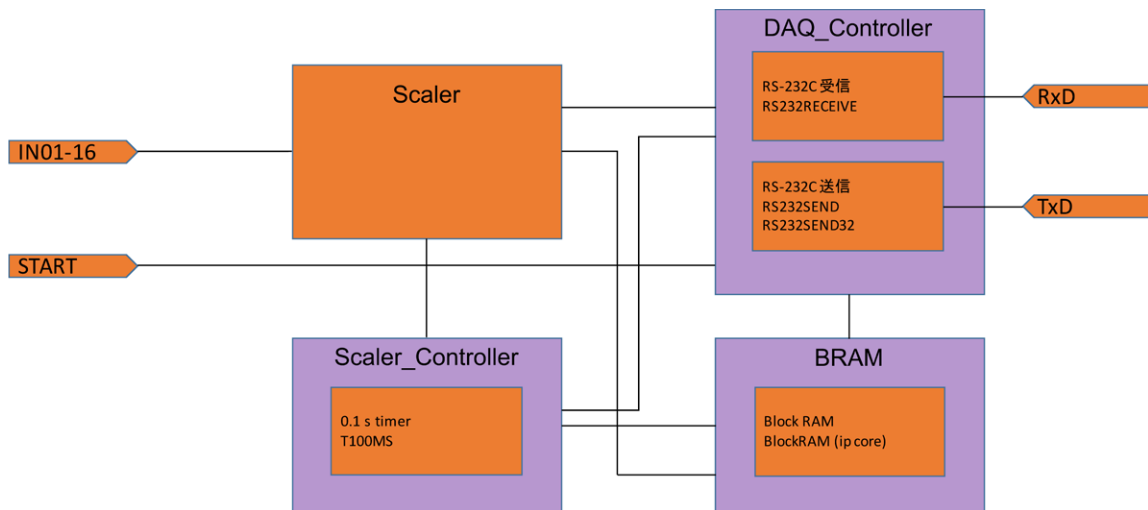 DAQ_Controller
Scaler
RS-232C 受信
RS232RECEIVE
RxD
IN01-16
RS-232C 送信
RS232SEND
RS232SEND32
TxD
START
Scaler_Controller
BRAM
0.1 s timer
T100MS
Block RAM
BlockRAM (ip core)